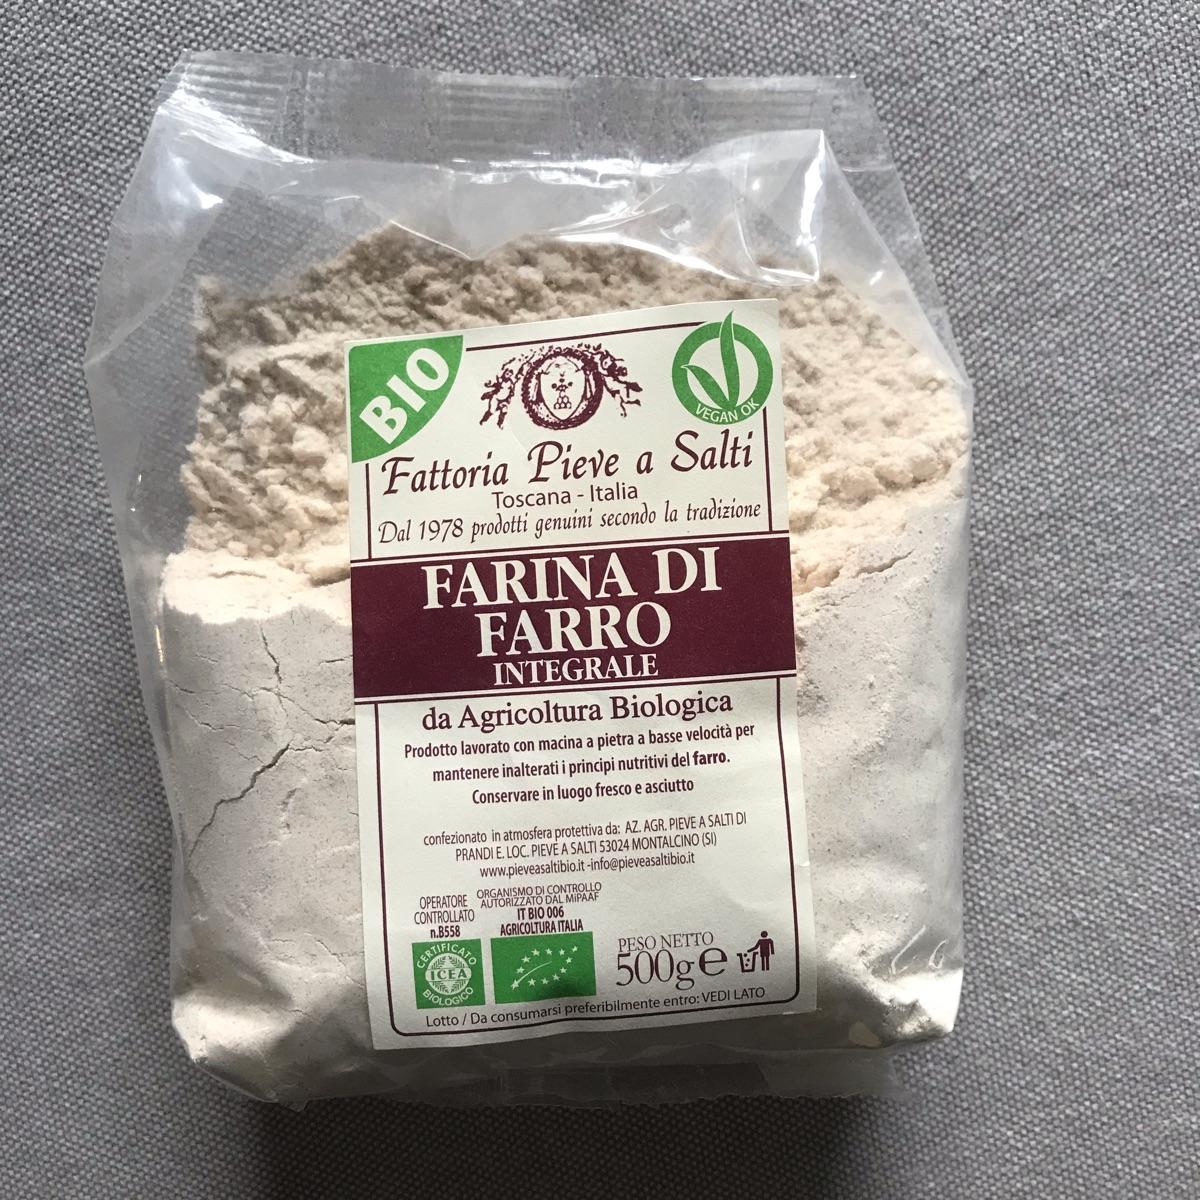 BIO
VEGAN OK
Fattoria Pieve a Salti
Toscana - Italia
Dal 1978 prodotti genuini secondo la tradizione
FARINA DI
FARRO
INTEGRALE
da Agricoltura Biologica
Prodotto lavorato con macina a pietra a basse velocità per
mantenere inalterati i principi nutritivi del farro.
Conservare in luogo fresco e asciutto
confezionato in atmosfera protettiva da: AZ. AGR. PIEVE A SALTI DI
PRANDI E. LOC. PIEVE A SALTI 53024 MONTALCINO (SI)
www.pieveasaltibio.it -info@pieveasaltibio.it
OPERATORE
CONTROLLATO
n.B558
ORGANISMO DI CONTROLLO
AUTORIZZATO DAL MiPAAF
IT BIO 006
AGRICOLTURA ITALIA
CERTIFICATO
ICEA
BIOLOGICO
PESO NETTO
500g e
Lotto / Da consumarsi preferibilmente entro: VEDI LATO